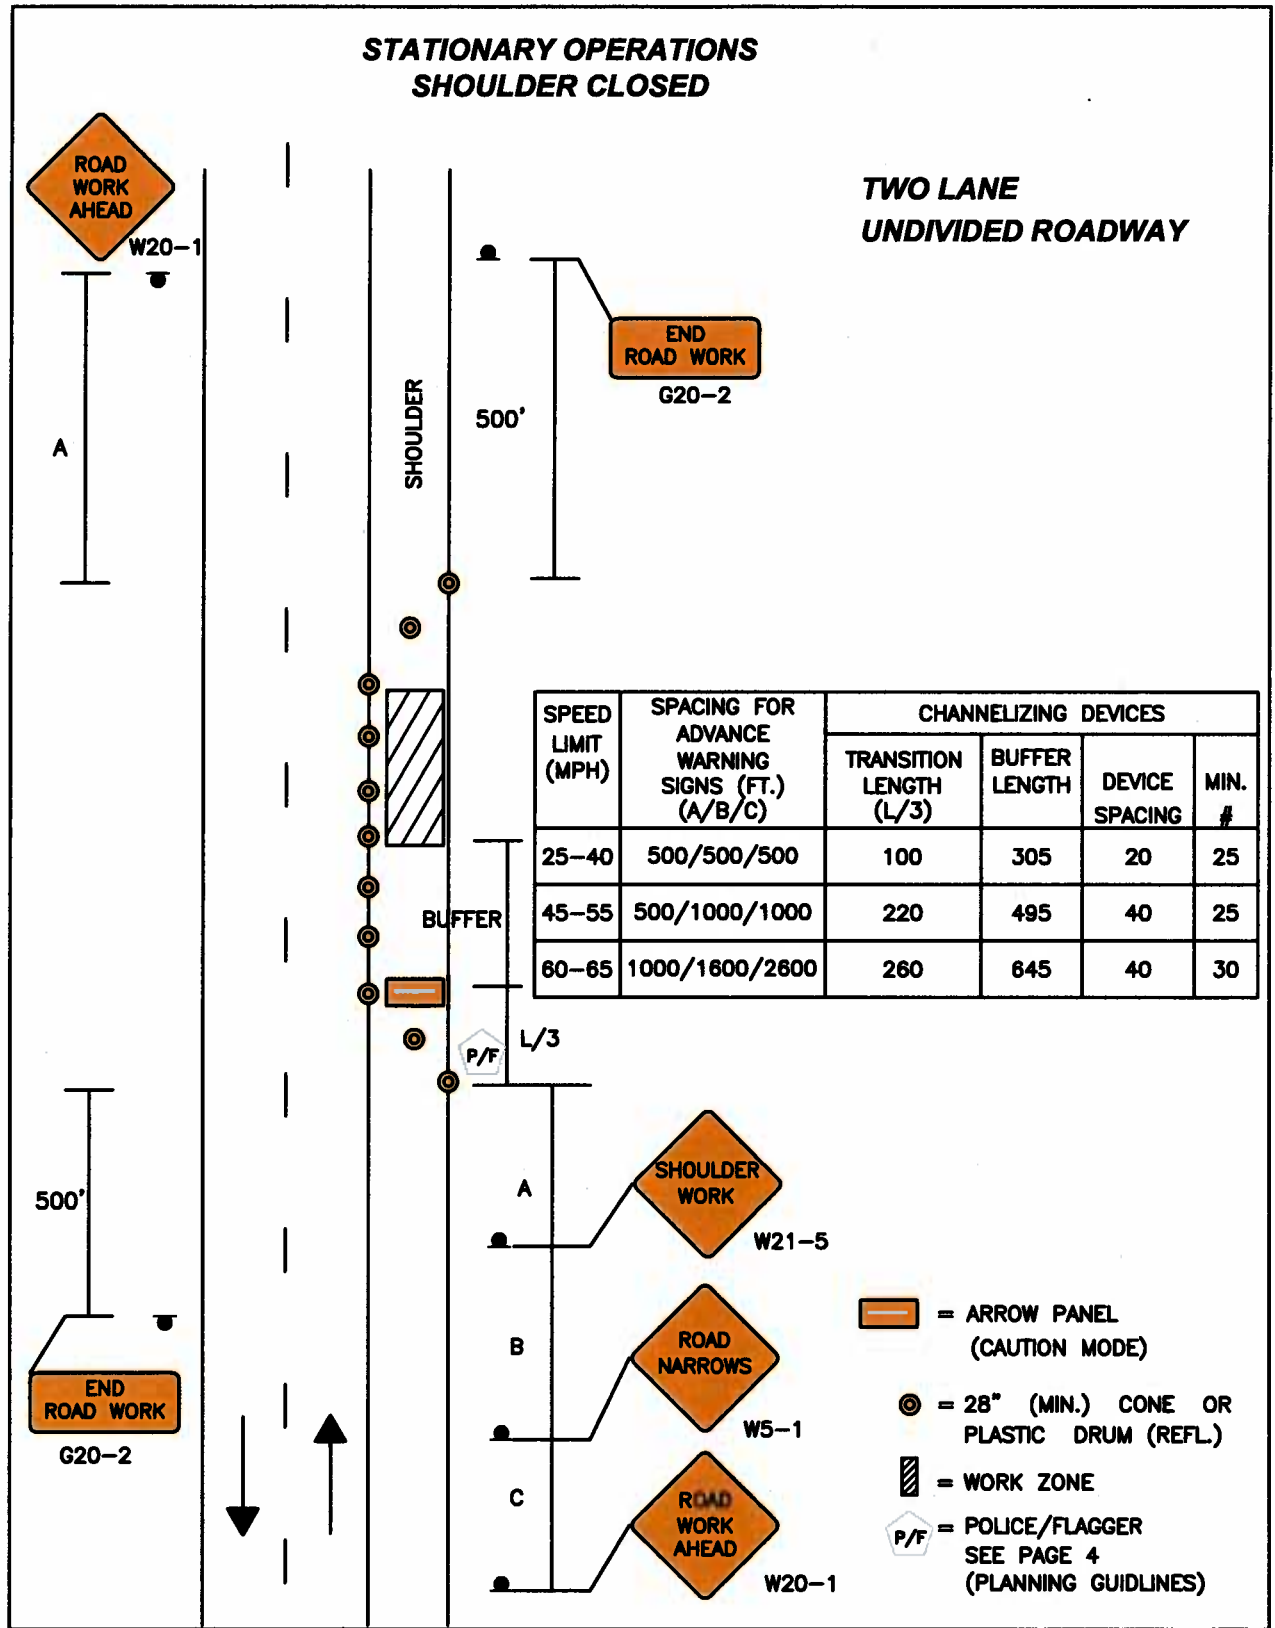 STATIONARY OPERATIONS
SHOULDER CLOSED
TWO LANE
UNDIVIDED ROADWAY
ROAD
WORK
AHEAD
W20-1
END
ROAD WORK
G20-2
A
SHOULDER
500'
SPEED
LIMIT
(MPH)
SPACING FOR
ADVANCE
WARNING
SIGNS (FT.)
(A/B/C)
CHANNELIZING DEVICES
TRANSITION
LENGTH
(L/3)
BUFFER
LENGTH
DEVICE
SPACING
MIN.
#
25-40 500/500/500 100 305 20 25
45-55 500/1000/1000 220 495 40 25
60-65 1000/1600/2600 260 645 40 30
BUFFER
P/F
L/3
A
SHOULDER
WORK
W21-5
500'
B
ROAD
NARROWS
W5-1
END
ROAD WORK
G20-2
C
ROAD
WORK
AHEAD
W20-1
= ARROW PANEL
(CAUTION MODE)
= 28" (MIN.) CONE OR
PLASTIC DRUM (REFL.)
= WORK ZONE
P/F = POLICE/FLAGGER
SEE PAGE 4
(PLANNING GUIDLINES)